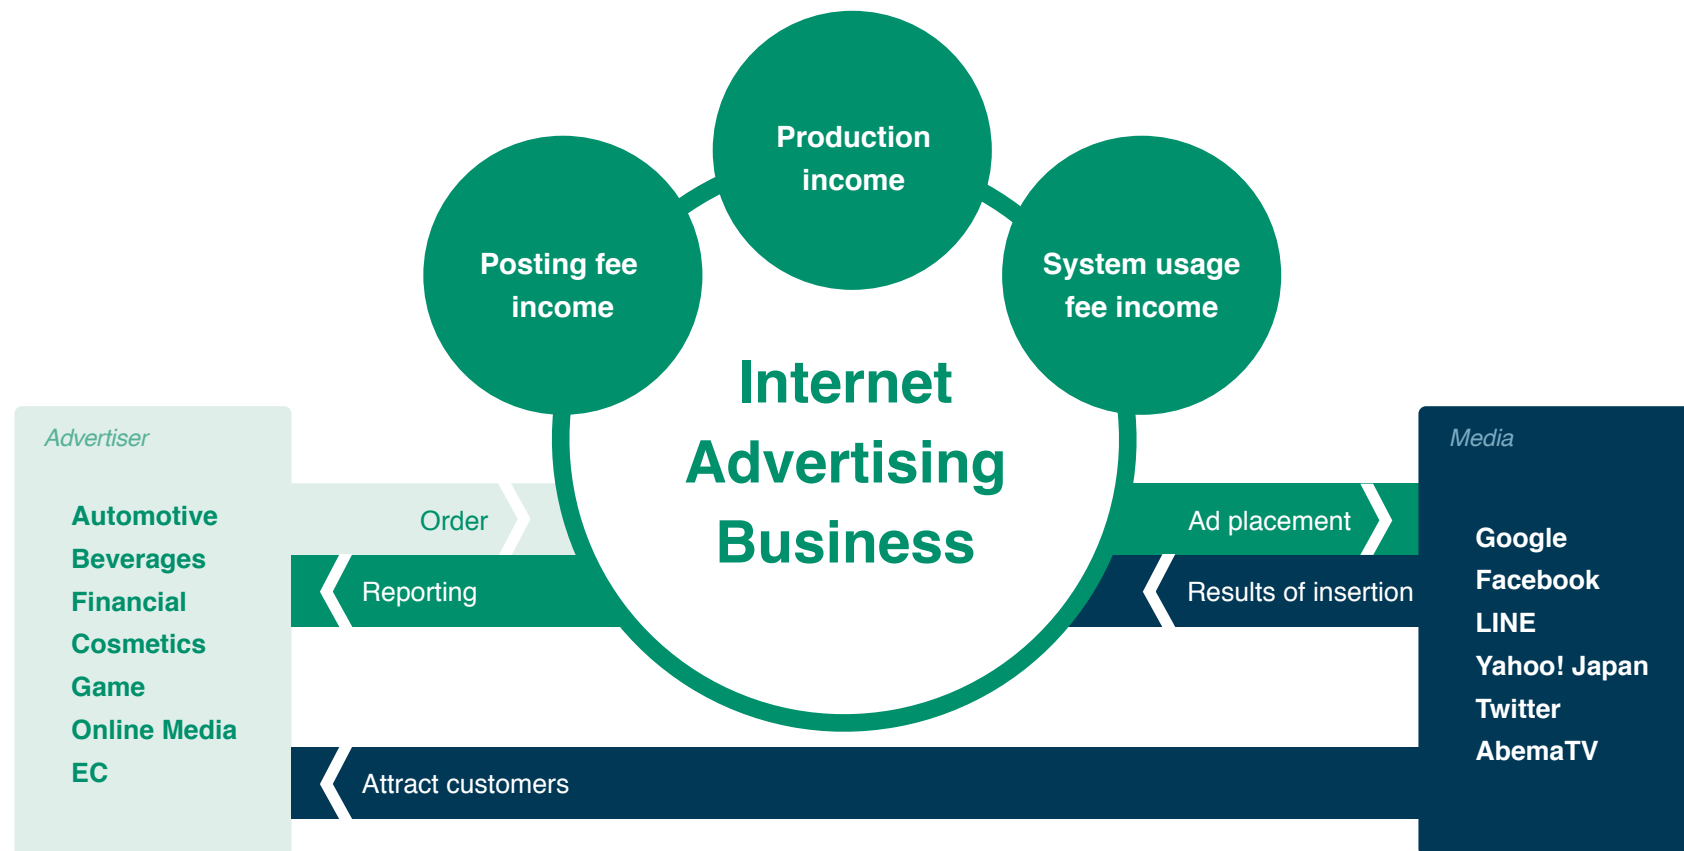 Production
income
Posting fee
income
System usage
fee income
Internet
Advertising
Business
Advertiser
Automotive
Beverages
Financial
Cosmetics
Game
Online Media
EC
Order
Reporting
Attract customers
Ad placement
Results of insertion
Media
Google
Facebook
LINE
Yahoo! Japan
Twitter
AbemaTV